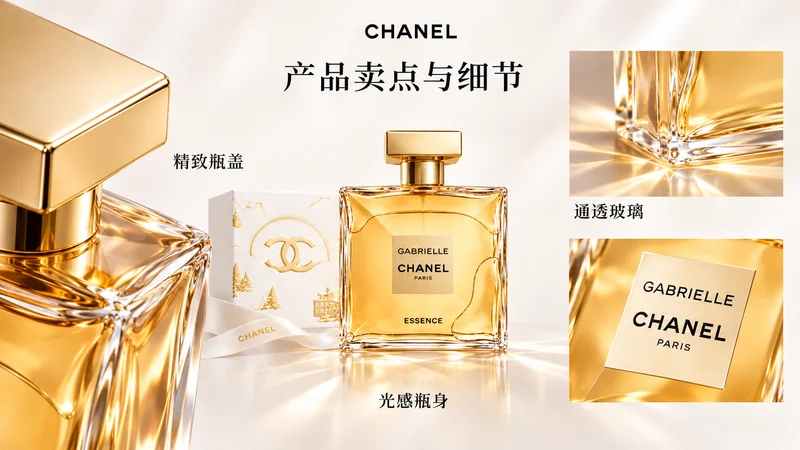 CHANEL
产品卖点与细节
精致瓶盖
GABRIELLE
CHANEL
PARIS
ESSENCE
CHANEL
光感瓶身
通透玻璃
GABRIELLE
CHANEL
PARIS